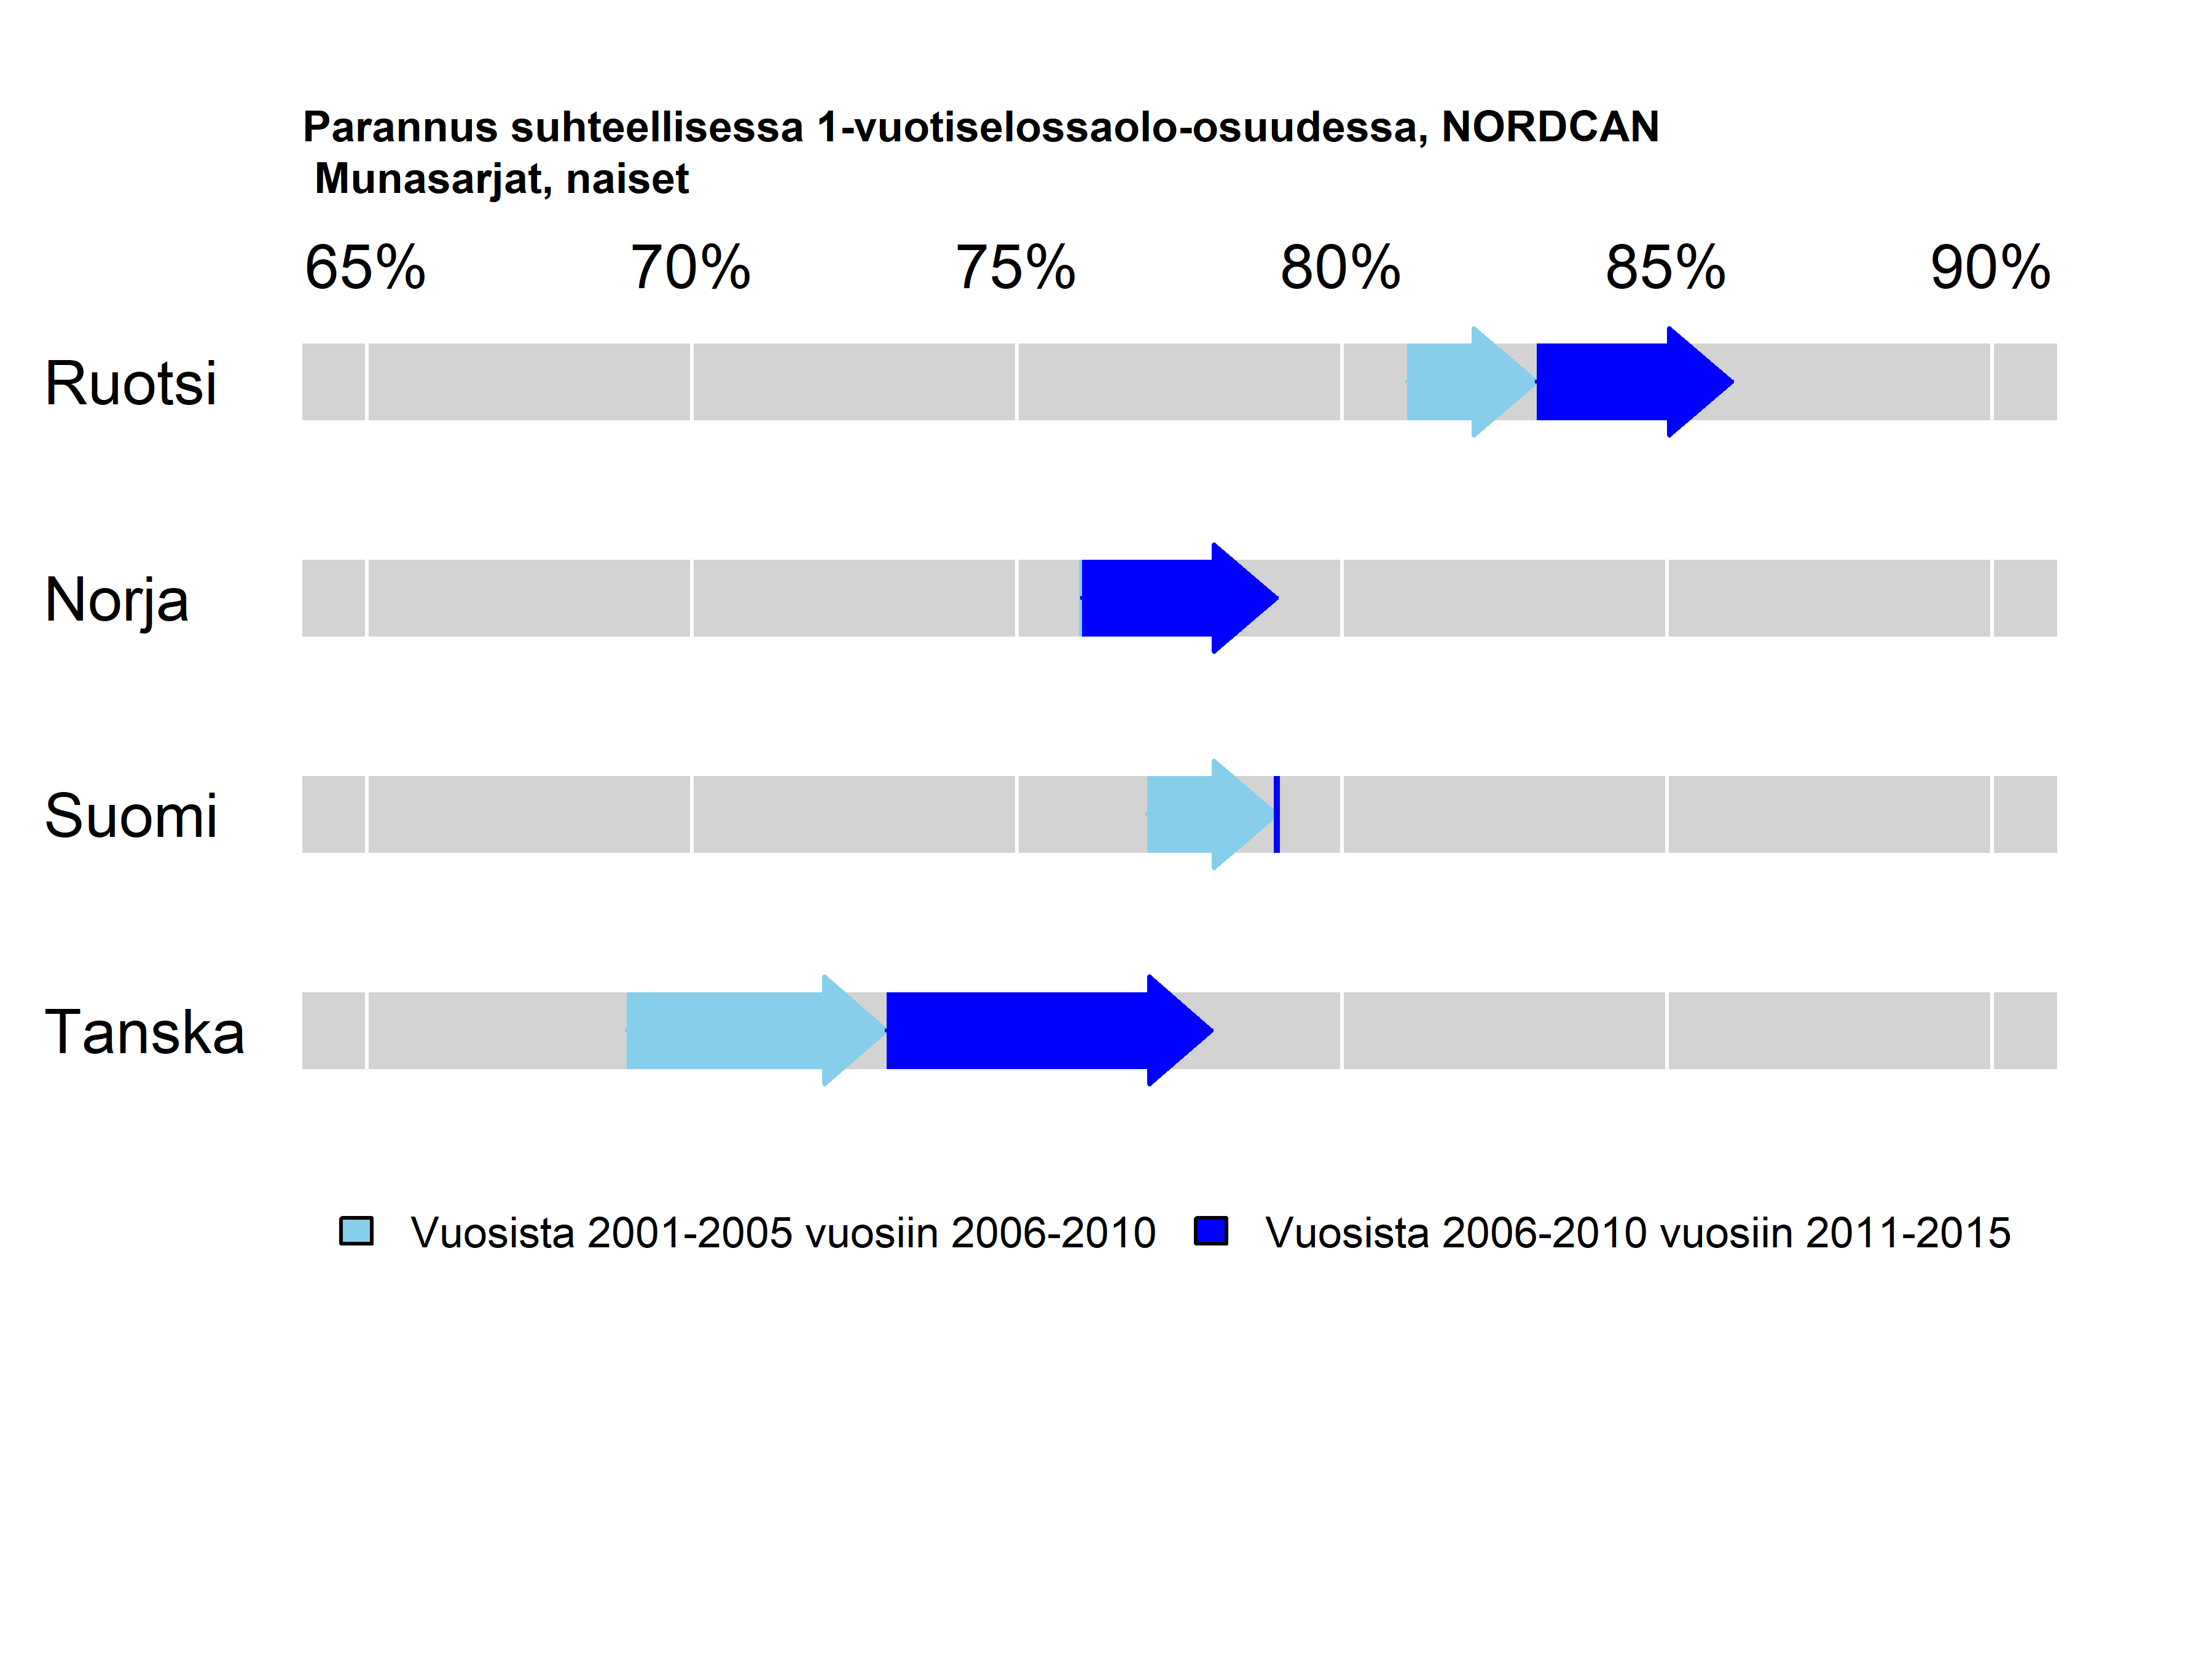 Parannus suhteellisessa 1-vuotiselossaolo-osuudessa, NORDCAN
Munasarjat, naiset
65% 70% 75% 80% 85% 90%
Ruotsi
Norja
Suomi
Tanska
Vuosista 2001-2005 vuosiin 2006-2010 Vuosista 2006-2010 vuosiin 2011-2015